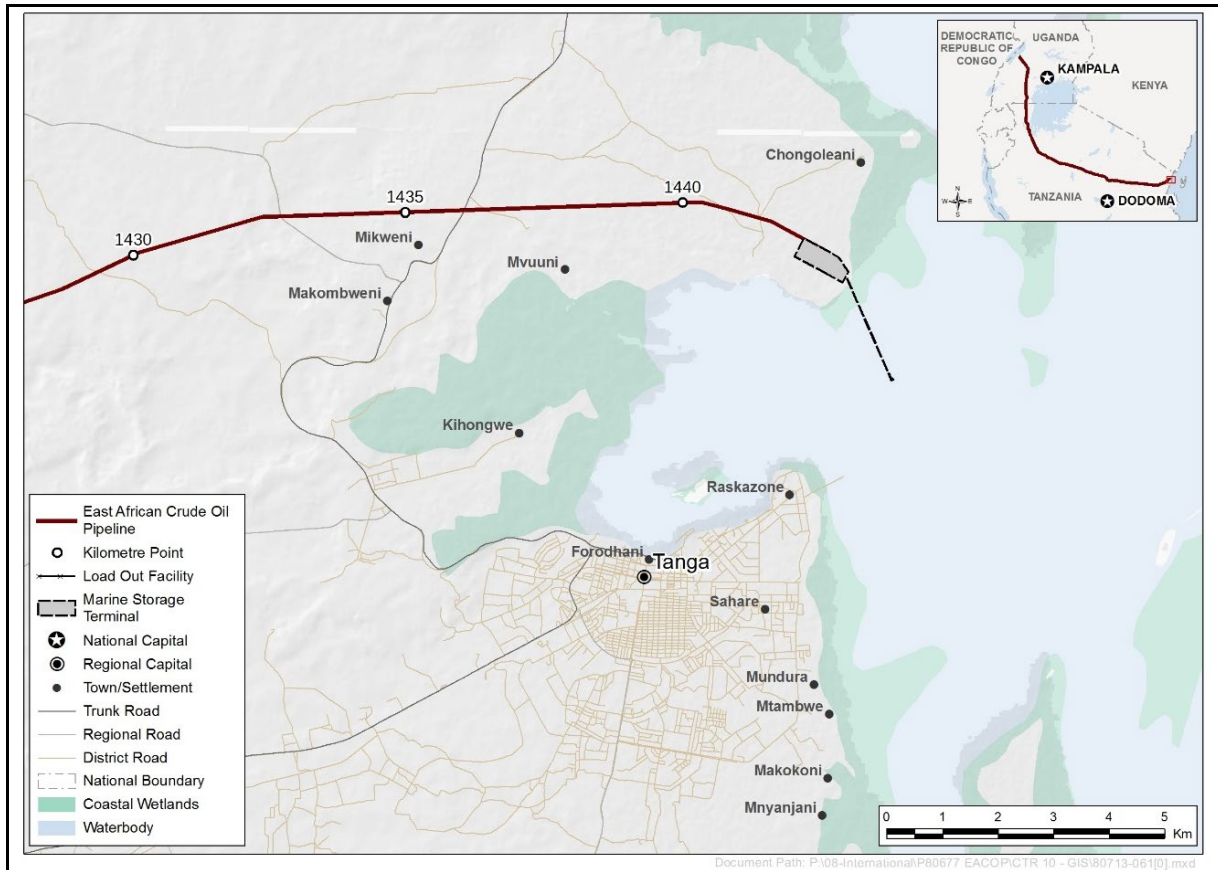 DEMOCRATIC
REPUBLIC OF
CONGO
UGANDA
KAMPALA
KENYA
TANZANIA
DODOMA
N
W E
S
Chongoleani
1440
1435
1430
Mikweni
Mvuuni
Makombweni
Kihongwe
Raskazone
Forodhani
Tanga
Sahare
Mundura
Mtambwe
Makokoni
Mnyanjani
East African Crude Oil
Pipeline
Kilometre Point
Load Out Facility
Marine Storage
Terminal
National Capital
Regional Capital
Town/Settlement
Trunk Road
Regional Road
District Road
National Boundary
Coastal Wetlands
Waterbody
0 1 2 3 4 5
Km
Document Path: P:\08-International\P80677 EACOP\CTR 10 - GIS\80713-061[0].mxd